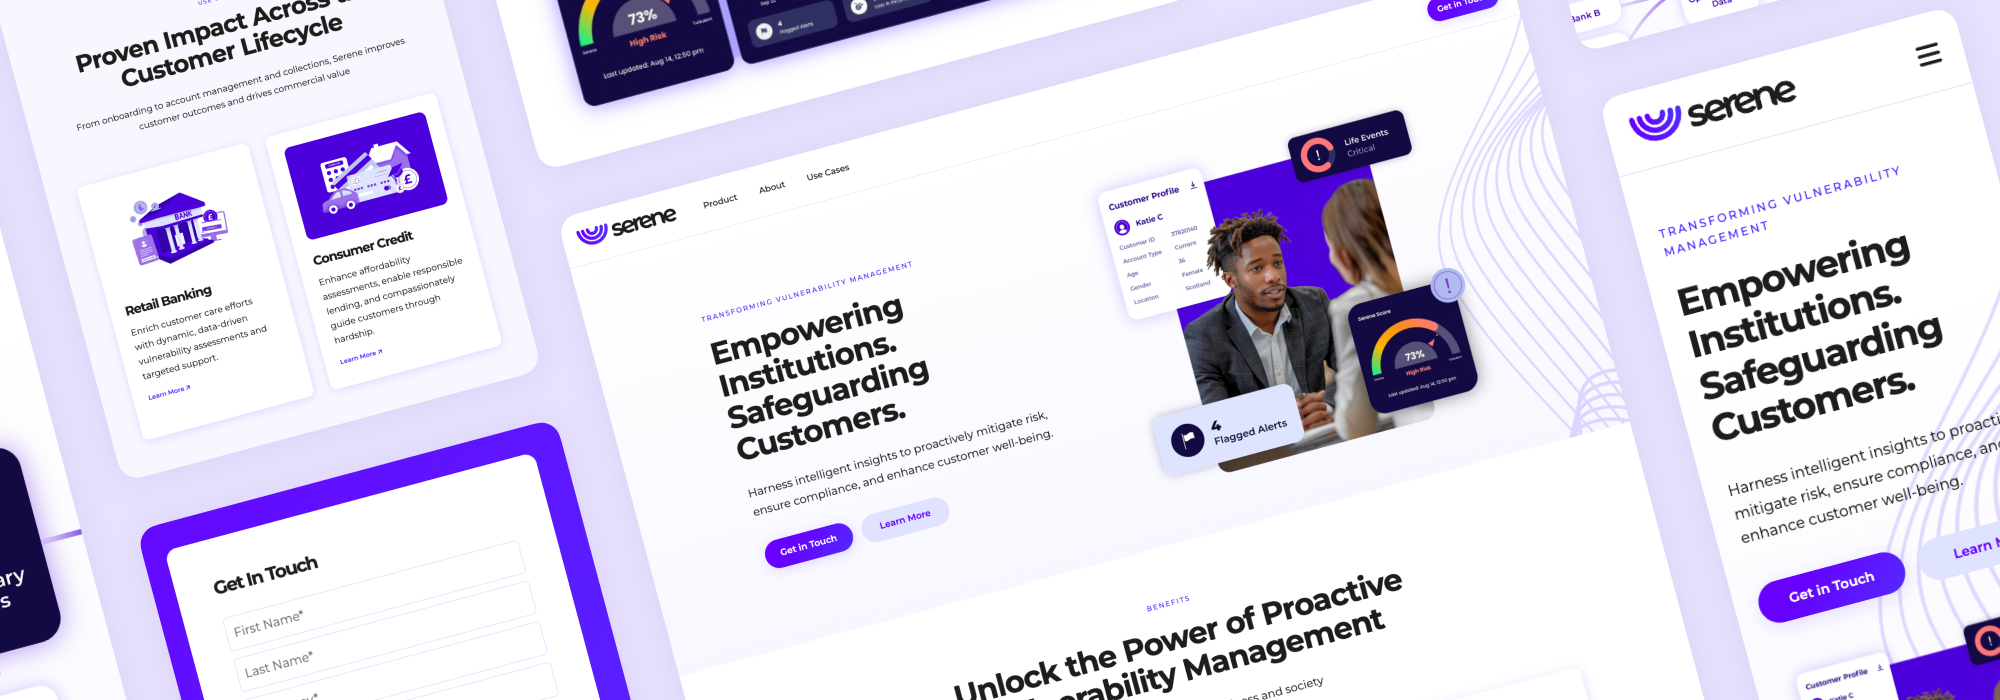 Proven Impact Across
Customer Lifecycle
From onboarding to account management and collections, Serene improves
customer outcomes and drives commercial value
BANK
Retail Banking
Enrich customer care efforts
with dynamic, data-driven
vulnerability assessments and
targeted support.
Learn More
Consumer Credit
Enhance affordability
assessments, enable responsible
lending, and compassionately
guide customers through
hardship.
Learn More
73%
High Risk
Last updated: Aug 14, 12:50 pm
4
Flagged Alerts
Get in Touch
Bank B
Data
Get In Touch
First Name*
Last Name*
serene
Product
About
Use Cases
TRANSFORMING VULNERABILITY MANAGEMENT
Empowering
Institutions.
Safeguarding
Customers.
Harness intelligent insights to proactively mitigate risk,
ensure compliance, and enhance customer well-being.
Get in Touch
Learn More
Customer Profile
Katie C
Customer ID 37820140
Account Type Current
Age 36
Gender Female
Location Scotland
Life Events
Critical
Serene Score
73%
High Risk
Last updated: Aug 14, 12:50 pm
4
Flagged Alerts
BENEFITS
Unlock the Power of Proactive
Management
and society
serene
TRANSFORMING VULNERABILITY
MANAGEMENT
Empowering
Institutions.
Safeguarding
Customers.
Harness intelligent insights to
mitigate risk, ensure compliance,
enhance customer well-being.
Get in Touch
Learn
Customer Profile
Katie C